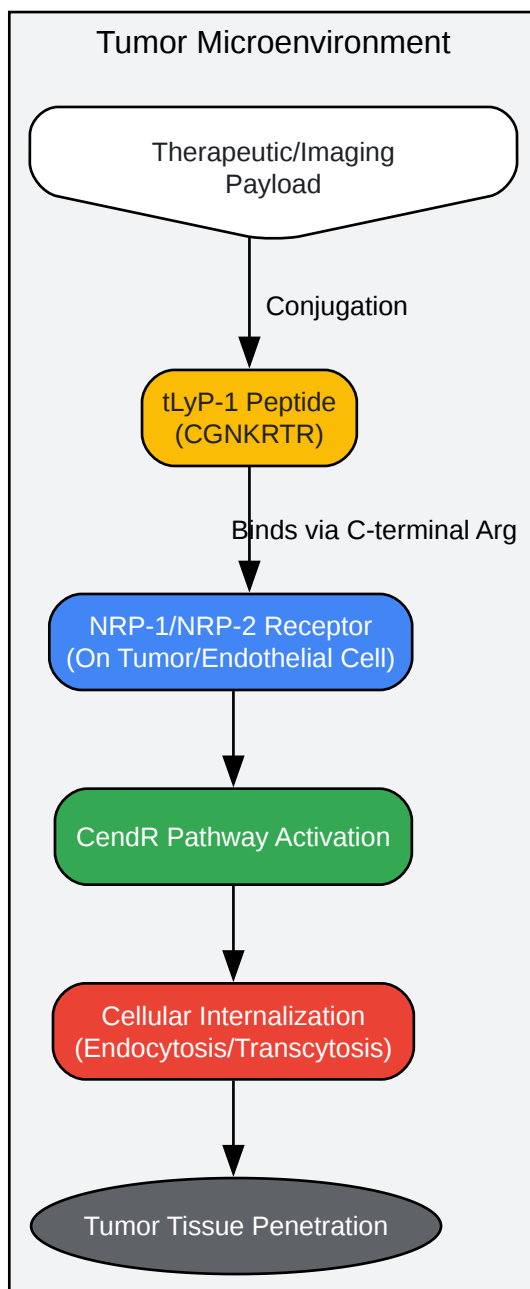 Tumor Microenvironment
Therapeutic/Imaging
Payload
Conjugation
tLyP-1 Peptide
(CGNKRTR)
Binds via C-terminal Arg
NRP-1/NRP-2 Receptor
(On Tumor/Endothelial Cell)
CendR Pathway Activation
Cellular Internalization
(Endocytosis/Transcytosis)
Tumor Tissue Penetration